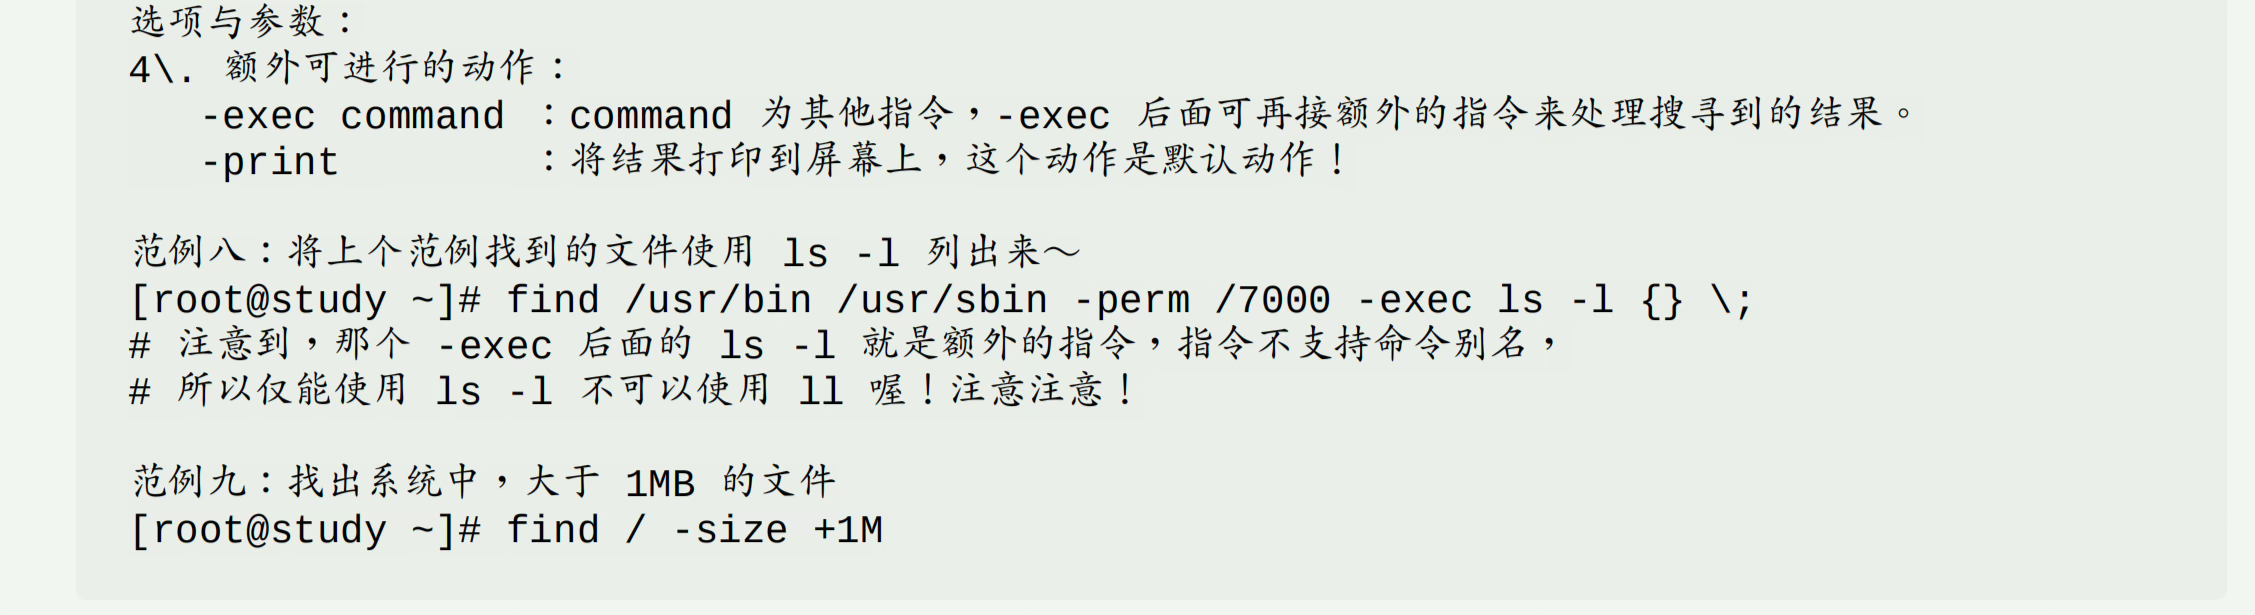 选项与参数：
4\. 额外可进行的动作：
   -exec command ：command 为其他指令，-exec 后面可再接额外的指令来处理搜寻到的结果。
   -print        ：将结果打印到屏幕上，这个动作是默认动作！

范例八：将上个范例找到的文件使用 ls -l 列出来～
[root@study ~]# find /usr/bin /usr/sbin -perm /7000 -exec ls -l {} \;
# 注意到，那个 -exec 后面的 ls -l 就是额外的指令，指令不支持命令别名，
# 所以仅能使用 ls -l 不可以使用 ll 喔！注意注意！

范例九：找出系统中，大于 1MB 的文件
[root@study ~]# find / -size +1M